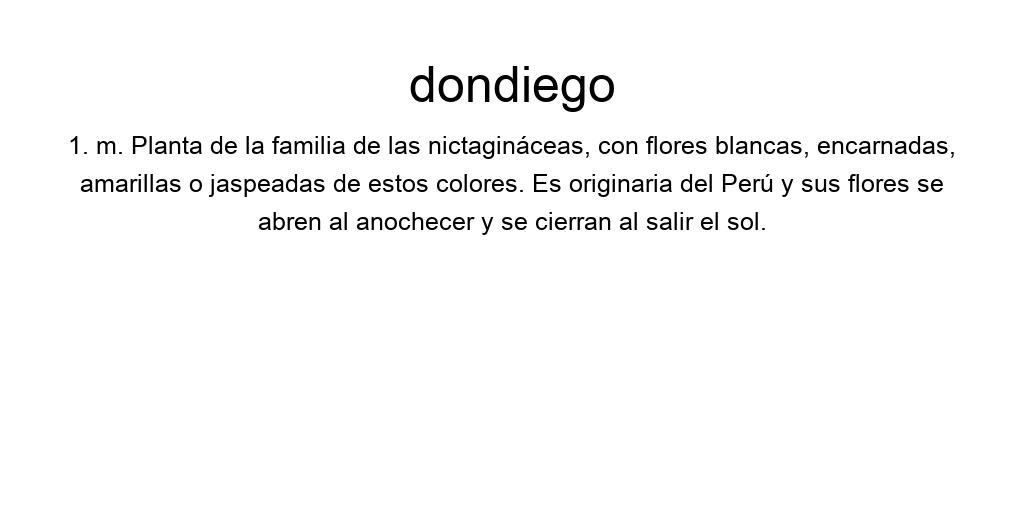 dondiego
1. m. Planta de la familia de las nictagináceas, con flores blancas, encarnadas,
amarillas o jaspeadas de estos colores. Es originaria del Perú y sus flores se
abren al anochecer y se cierran al salir el sol.